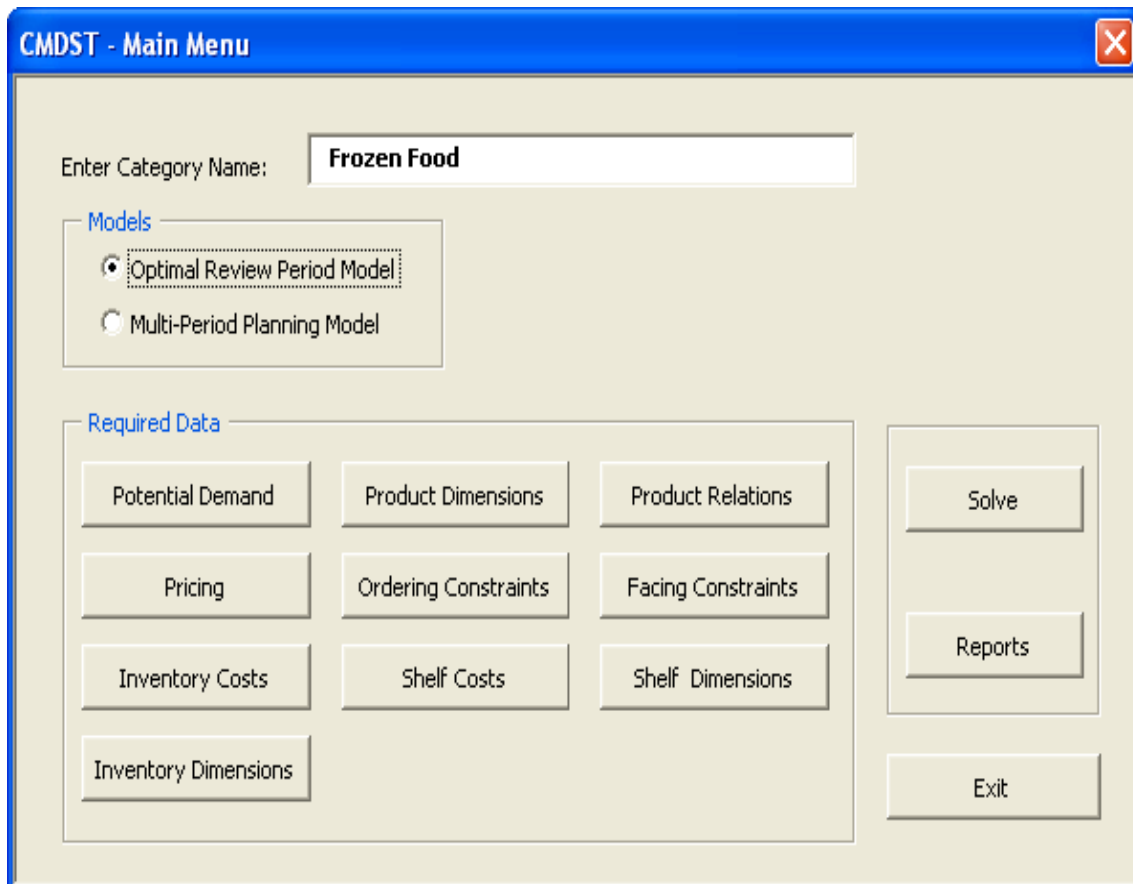 CMDST - Main Menu
Enter Category Name: Frozen Food
Models
Optimal Review Period Model
Multi-Period Planning Model
Required Data
Potential Demand Product Dimensions Product Relations
Solve
Pricing Ordering Constraints Facing Constraints
Reports
Inventory Costs Shelf Costs Shelf Dimensions
Inventory Dimensions
Exit